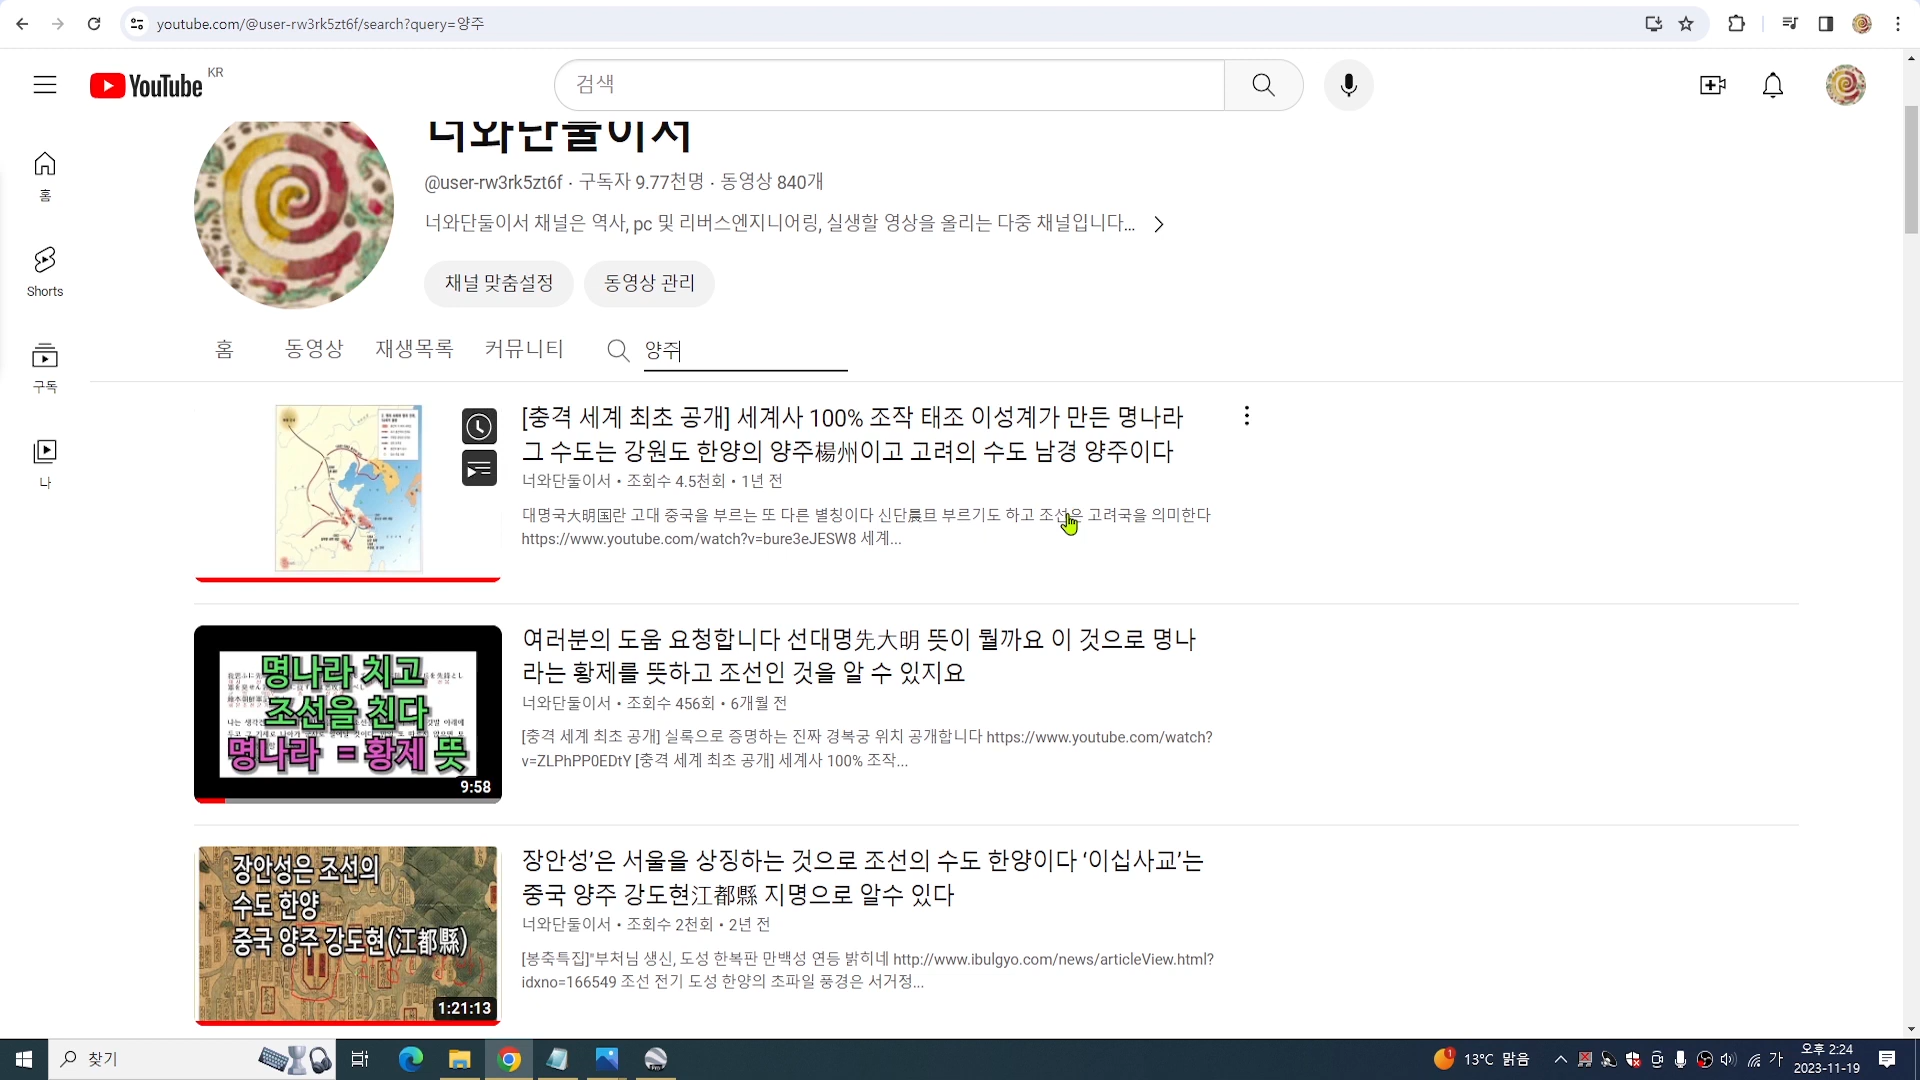 youtube.com/@user-rw3rk5zt6f/search?query=양주
YouTube KR
검색
홈
Shorts
구독
나
너와단둘이서
@user-rw3rk5zt6f · 구독자 9.77천명 · 동영상 840개
너와단둘이서 채널은 역사, pc 및 리버스엔지니어링, 실생할 영상을 올리는 다중 채널입니다...
채널 맞춤설정
동영상 관리
홈 동영상 재생목록 커뮤니티 양주
[충격 세계 최초 공개] 세계사 100% 조작 태조 이성계가 만든 명나라
그 수도는 강원도 한양의 양주楊州이고 고려의 수도 남경 양주이다
너와단둘이서 · 조회수 4.5천회 · 1년 전
대명국大明国란 고대 중국을 부르는 또 다른 별칭이다 신단晨旦 부르기도 하고 조선은 고려국을 의미한다
https://www.youtube.com/watch?v=bure3eJESW8 세계...
명나라 치고
조선을 친다
명나라 = 황제 뜻
9:58
여러분의 도움 요청합니다 선대명先大明 뜻이 뭘까요 이 것으로 명나
라는 황제를 뜻하고 조선인 것을 알 수 있지요
너와단둘이서 · 조회수 456회 · 6개월 전
[충격 세계 최초 공개] 실록으로 증명하는 진짜 경복궁 위치 공개합니다 https://www.youtube.com/watch?
v=ZLPhPP0EDtY [충격 세계 최초 공개] 세계사 100% 조작...
장안성은 조선의
수도 한양
중국 양주 강도현(江都縣)
1:21:13
장안성’은 서울을 상징하는 것으로 조선의 수도 한양이다 ‘이십사교’는
중국 양주 강도현江都縣 지명으로 알수 있다
너와단둘이서 · 조회수 2천회 · 2년 전
[봉축특집]"부처님 생신, 도성 한복판 만백성 연등 밝히네 http://www.ibulgyo.com/news/articleView.html?
idxno=166549 조선 전기 도성 한양의 초파일 풍경은 서거정...
찾기
1
13°C 맑음
가
오후 2:24
2023-11-19